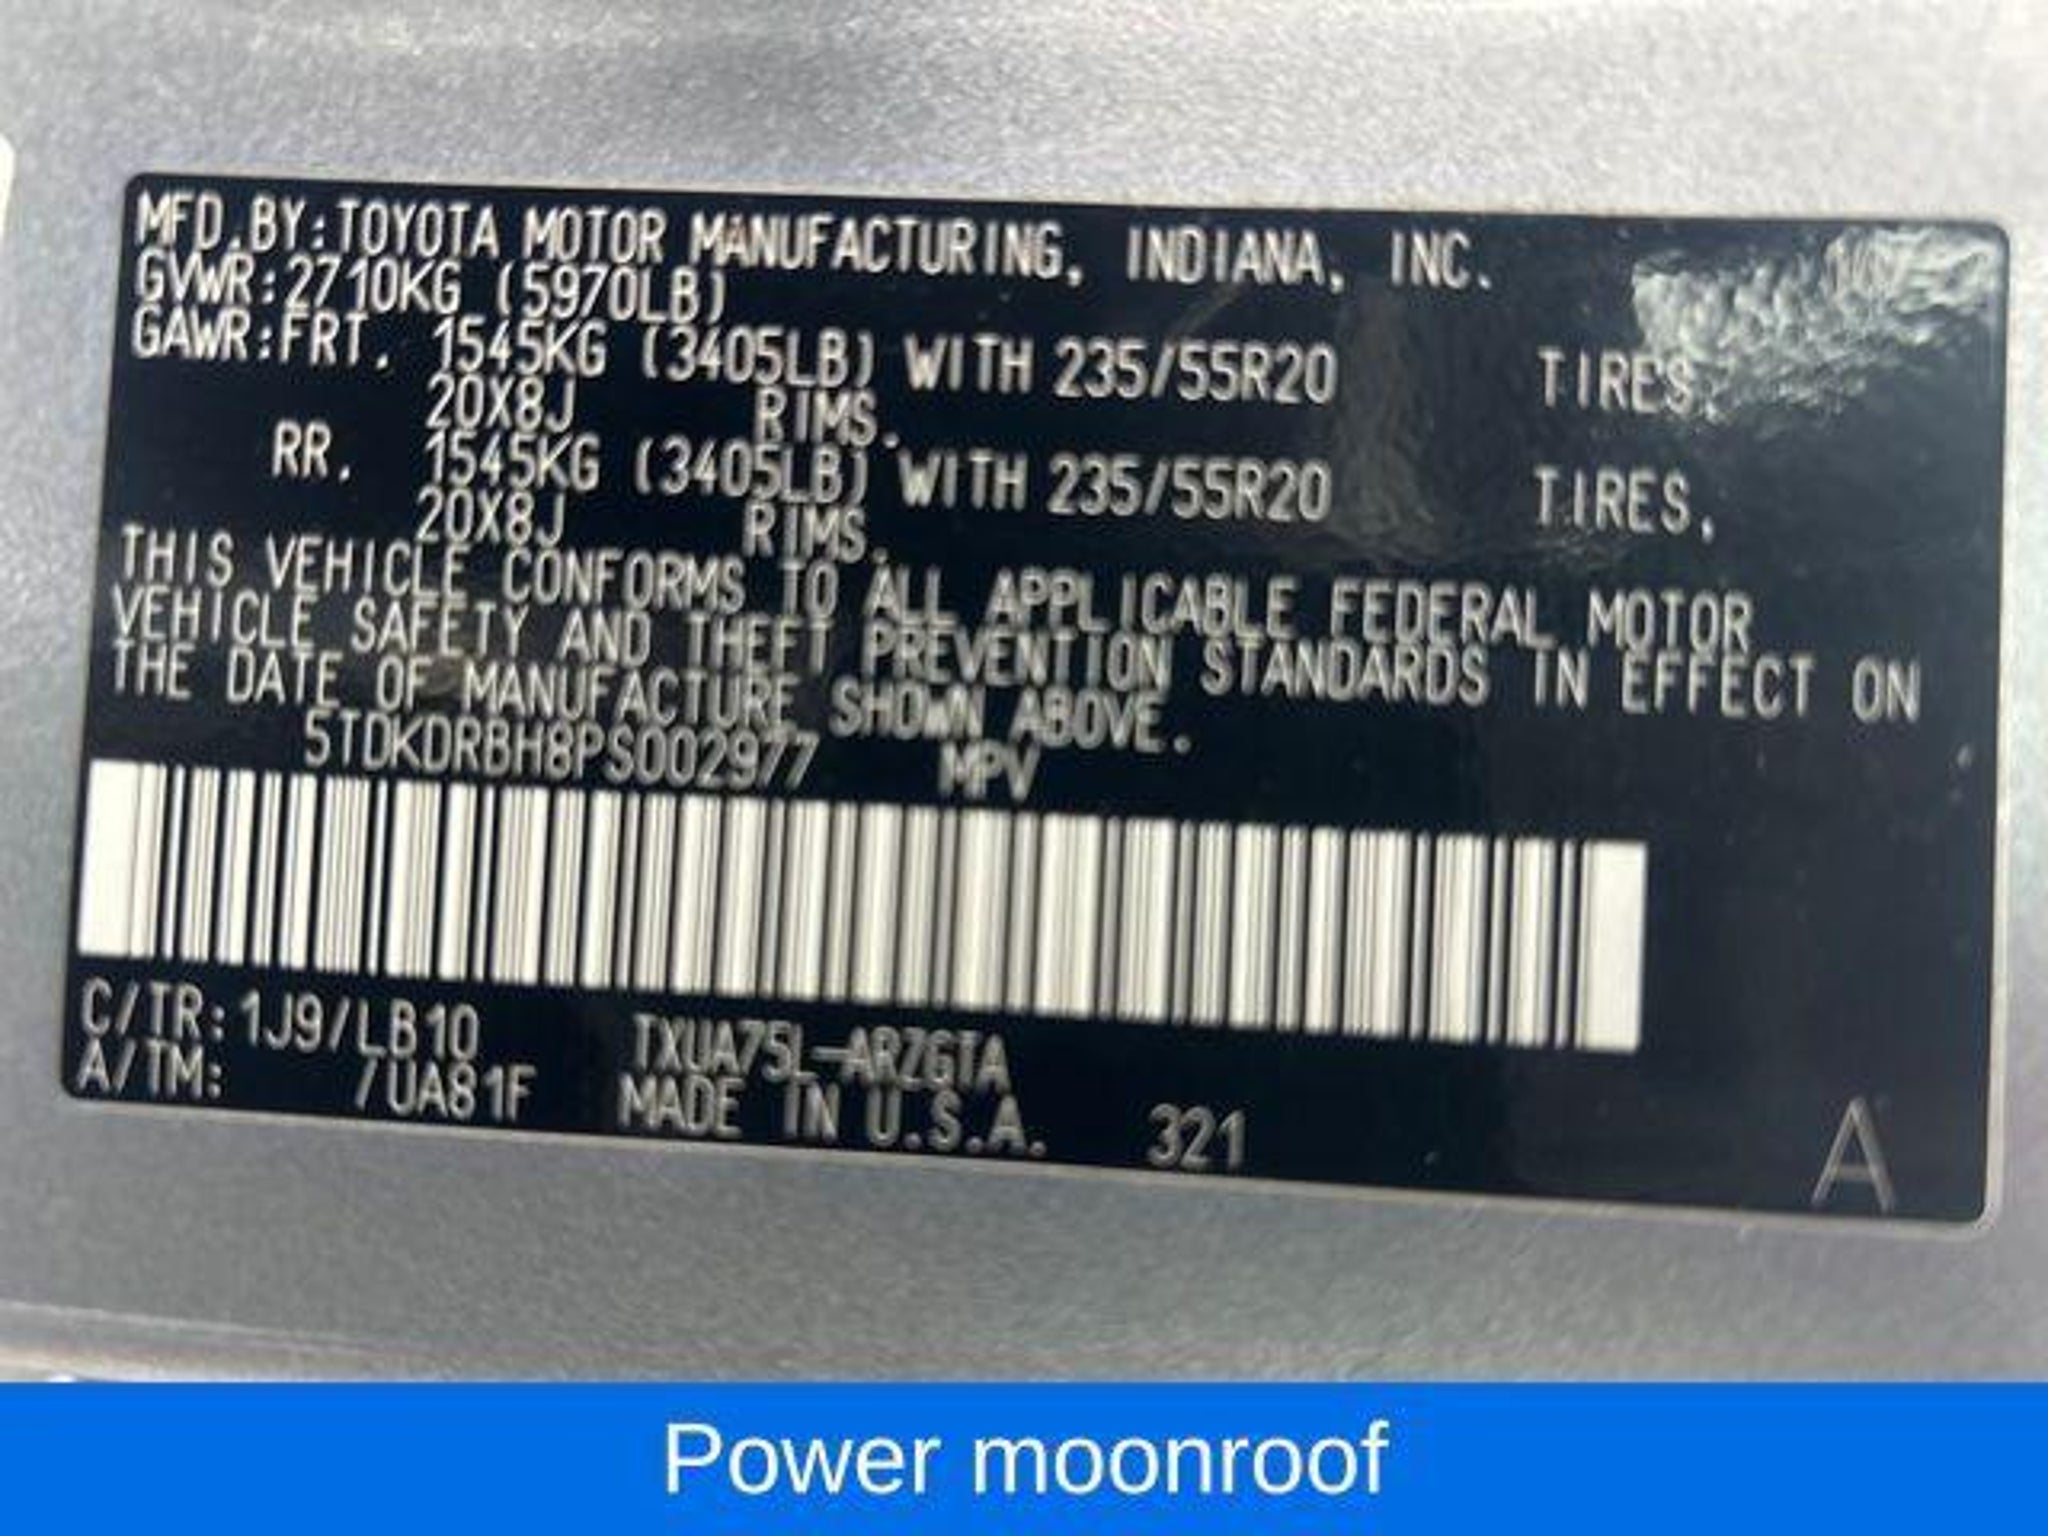 MFD.BY:TOYOTA MOTOR MANUFACTURING, INDIANA, INC.
GVWR:2710KG (5970LB)
GAWR:FRT. 1545KG (3405LB) WITH 235/55R20 TIRES,
20X8J RIMS.
RR. 1545KG (3405LB) WITH 235/55R20 TIRES,
20X8J RIMS.
THIS VEHICLE CONFORMS TO ALL APPLICABLE FEDERAL MOTOR
VEHICLE SAFETY AND THEFT PREVENTION STANDARDS IN EFFECT ON
THE DATE OF MANUFACTURE SHOWN ABOVE.
5TDKDRBH8PS002977 MPV
C/TR:1J9/LB10 TXUA75L-ARZGTA
A/TM: /UA81F MADE IN U.S.A. 321
A
Power moonroof